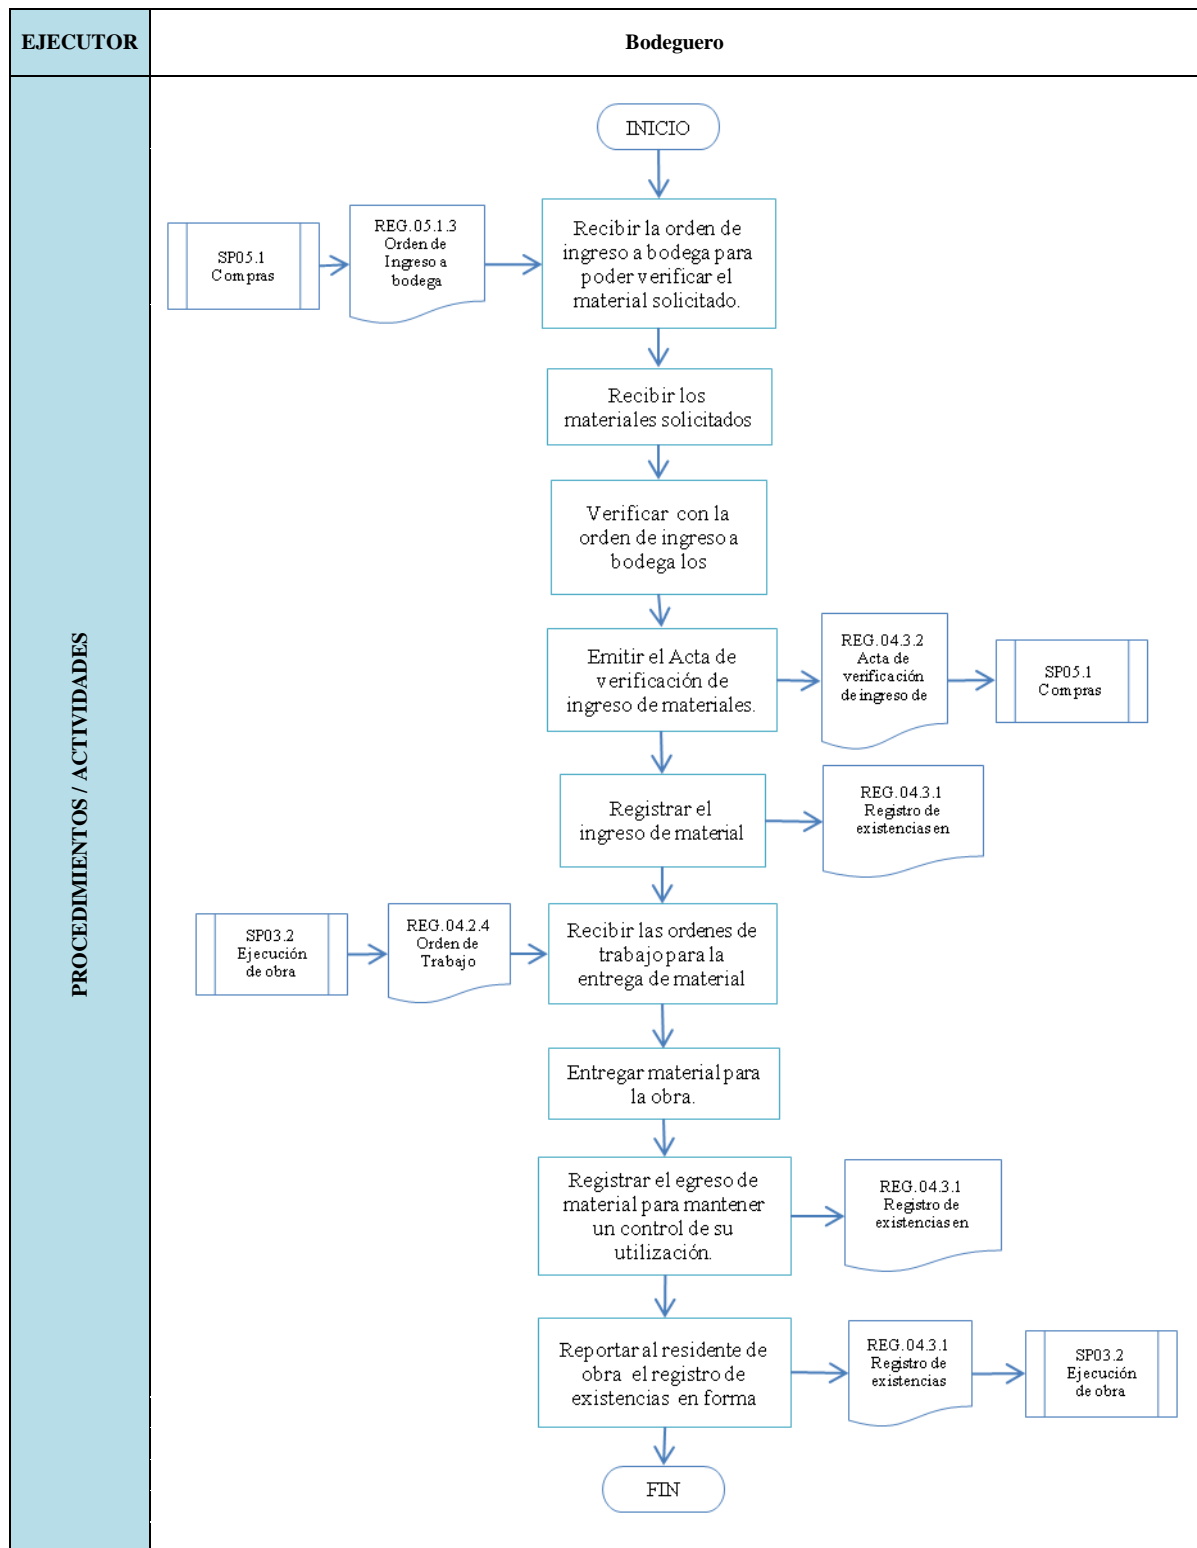 EJECUTOR
Bodeguero
PROCEDIMIENTOS / ACTIVIDADES
INICIO
SP05.1
Compras
REG.05.1.3
Orden de
Ingreso a
bodega
Recibir la orden de
ingreso a bodega para
poder verificar el
material solicitado.
Recibir los
materiales solicitados
Verificar con la
orden de ingreso a
bodega los
Emitir el Acta de
verificación de
ingreso de materiales.
REG.04.3.2
Acta de
verificación
de ingreso de
SP05.1
Compras
Registrar el
ingreso de material
REG.04.3.1
Registro de
existencias en
SP03.2
Ejecución
de obra
REG.04.2.4
Orden de
Trabajo
Recibir las ordenes de
trabajo para la
entrega de material
Entregar material para
la obra.
Registrar el egreso de
material para mantener
un control de su
utilización.
REG.04.3.1
Registro de
existencias en
Reportar al residente de
obra el registro de
existencias en forma
REG.04.3.1
Registro de
existencias
SP03.2
Ejecución
de obra
FIN